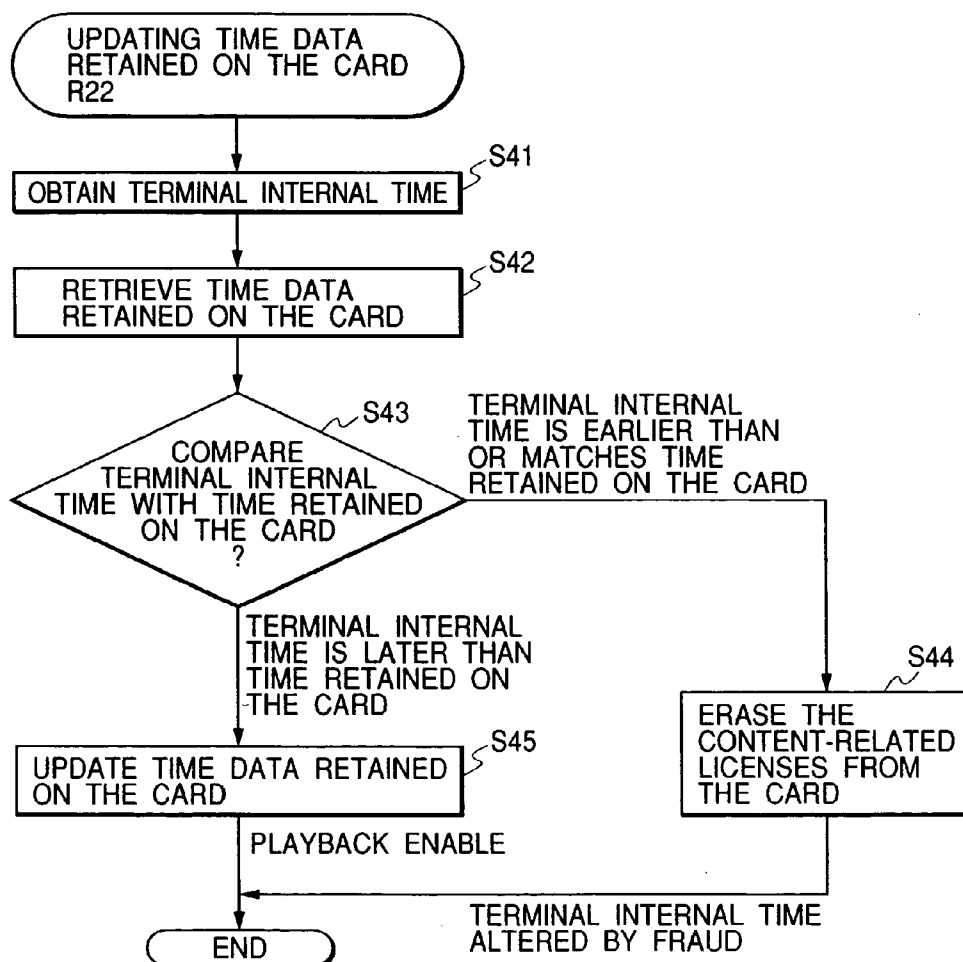 UPDATING TIME DATA
RETAINED ON THE CARD
R22
S41
OBTAIN TERMINAL INTERNAL TIME
S42
RETRIEVE TIME DATA
RETAINED ON THE CARD
S43
COMPARE
TERMINAL INTERNAL
TIME WITH TIME RETAINED
ON THE CARD
?
TERMINAL INTERNAL
TIME IS EARLIER THAN
OR MATCHES TIME
RETAINED ON THE CARD
TERMINAL INTERNAL
TIME IS LATER THAN
TIME RETAINED ON
THE CARD
S44
ERASE THE
CONTENT-RELATED
LICENSES FROM
THE CARD
S45
UPDATE TIME DATA RETAINED
ON THE CARD
PLAYBACK ENABLE
TERMINAL INTERNAL TIME
ALTERED BY FRAUD
END